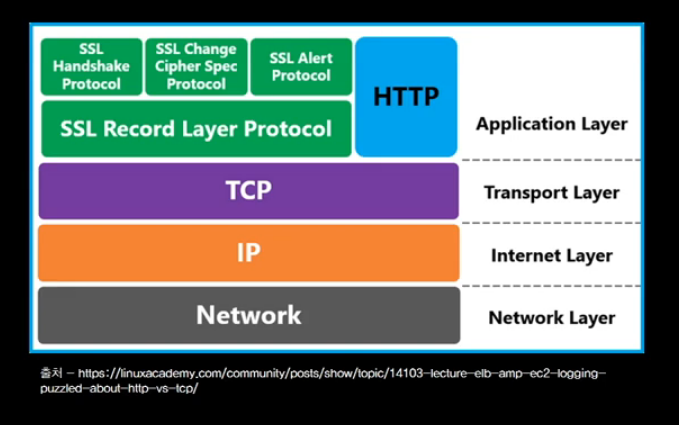 SSL
Handshake
Protocol
SSL Change
Cipher Spec
Protocol
SSL Alert
Protocol
HTTP
SSL Record Layer Protocol
Application Layer
TCP
Transport Layer
IP
Internet Layer
Network
Network Layer
출처 – https://linuxacademy.com/community/posts/show/topic/14103-lecture-elb-amp-ec2-logging-
puzzled-about-http-vs-tcp/